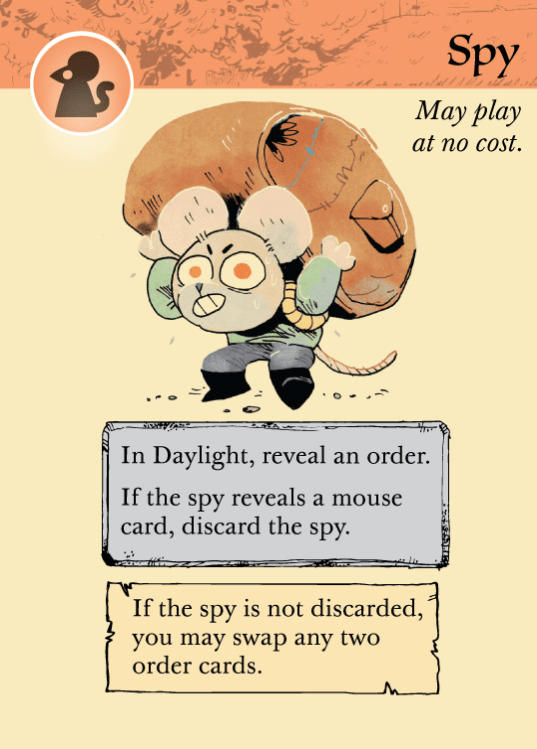 Spy
May play
at no cost.
In Daylight, reveal an order.
If the spy reveals a mouse
card, discard the spy.
If the spy is not discarded,
you may swap any two
order cards.